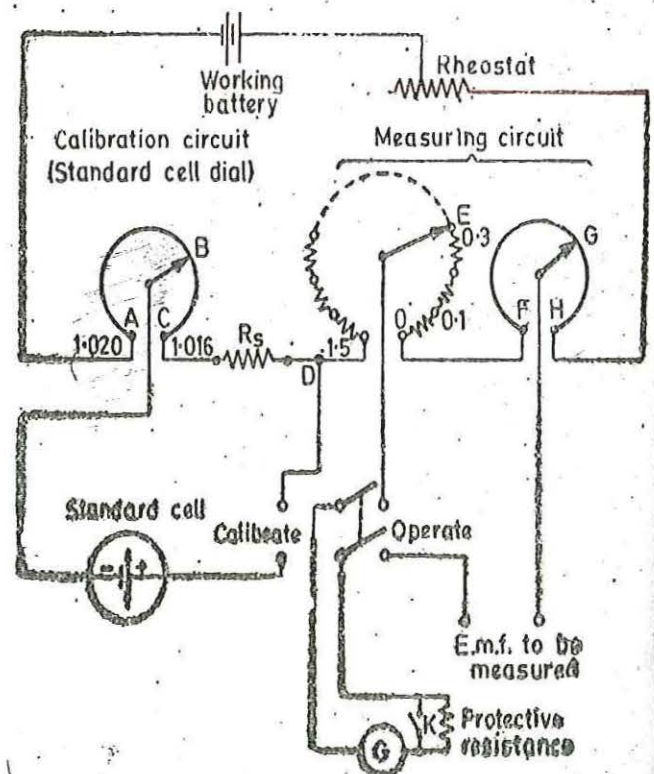 Working
battery
Rheostat
Calibration circuit
(Standard cell dial)
Measuring circuit
B
E
0.3
G
A
C
1.020
1.016
Rs
D
1.5
0
0.1
F
H
Standard cell
Calibrate
Operate
- +
E.m.f. to be
measured
K
Protective
resistance
G